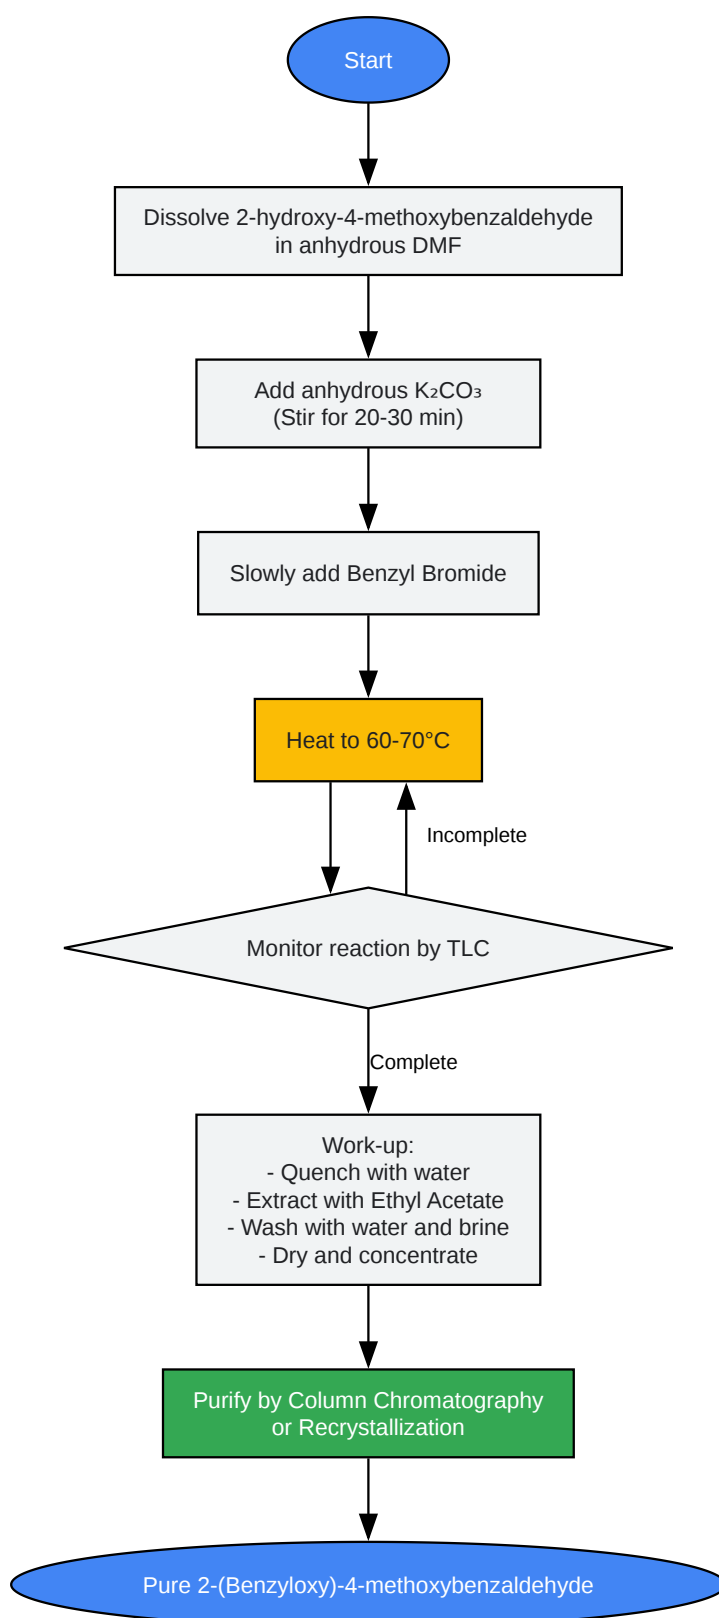 Start
Dissolve 2-hydroxy-4-methoxybenzaldehyde
in anhydrous DMF
Add anhydrous K₂CO₃
(Stir for 20-30 min)
Slowly add Benzyl Bromide
Heat to 60-70°C
Incomplete
Monitor reaction by TLC
Complete
Work-up:
- Quench with water
- Extract with Ethyl Acetate
- Wash with water and brine
- Dry and concentrate
Purify by Column Chromatography
or Recrystallization
Pure 2-(Benzyloxy)-4-methoxybenzaldehyde